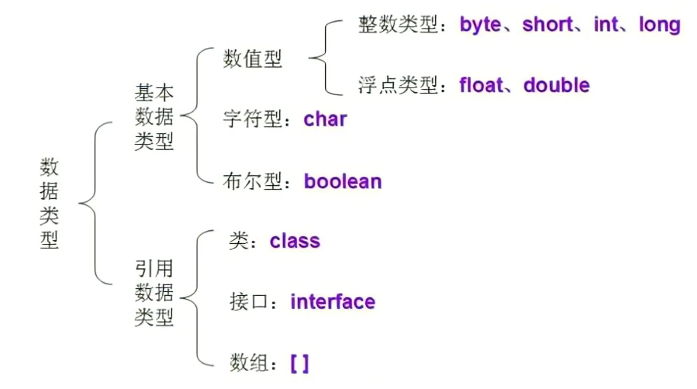 数据类型
基本数据类型
数值型
整数类型：byte、short、int、long
浮点类型：float、double
字符型：char
布尔型：boolean
引用数据类型
类：class
接口：interface
数组：[ ]